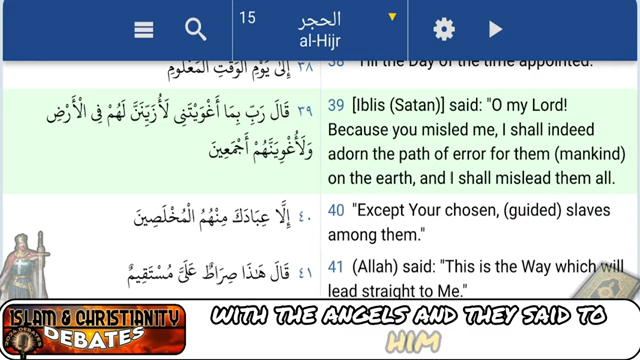 15
الحجر
al-Hijr
إِلَىٰ يَوْمِ الْوَقْتِ الْمَعْلُومِ ٣٨
38 "Till the Day of the time appointed."
قَالَ رَبِّ بِمَا أَغْوَيْتَنِي لَأُزَيِّنَنَّ لَهُمْ فِي الْأَرْضِ ٣٩
وَلَأُغْوِيَنَّهُمْ أَجْمَعِينَ
39 [Iblis (Satan)] said: "O my Lord!
Because you misled me, I shall indeed
adorn the path of error for them (mankind)
on the earth, and I shall mislead them all.
إِلَّا عِبَادَكَ مِنْهُمُ الْمُخْلَصِينَ ٤٠
40 "Except Your chosen, (guided) slaves
among them."
قَالَ هَٰذَا صِرَاطٌ عَلَيَّ مُسْتَقِيمٌ ٤١
41 (Allah) said: "This is the Way which will
lead straight to Me."
ISLAM & CHRISTIANITY
DEBATES
WITH THE ANGELS AND THEY SAID TO
HIM